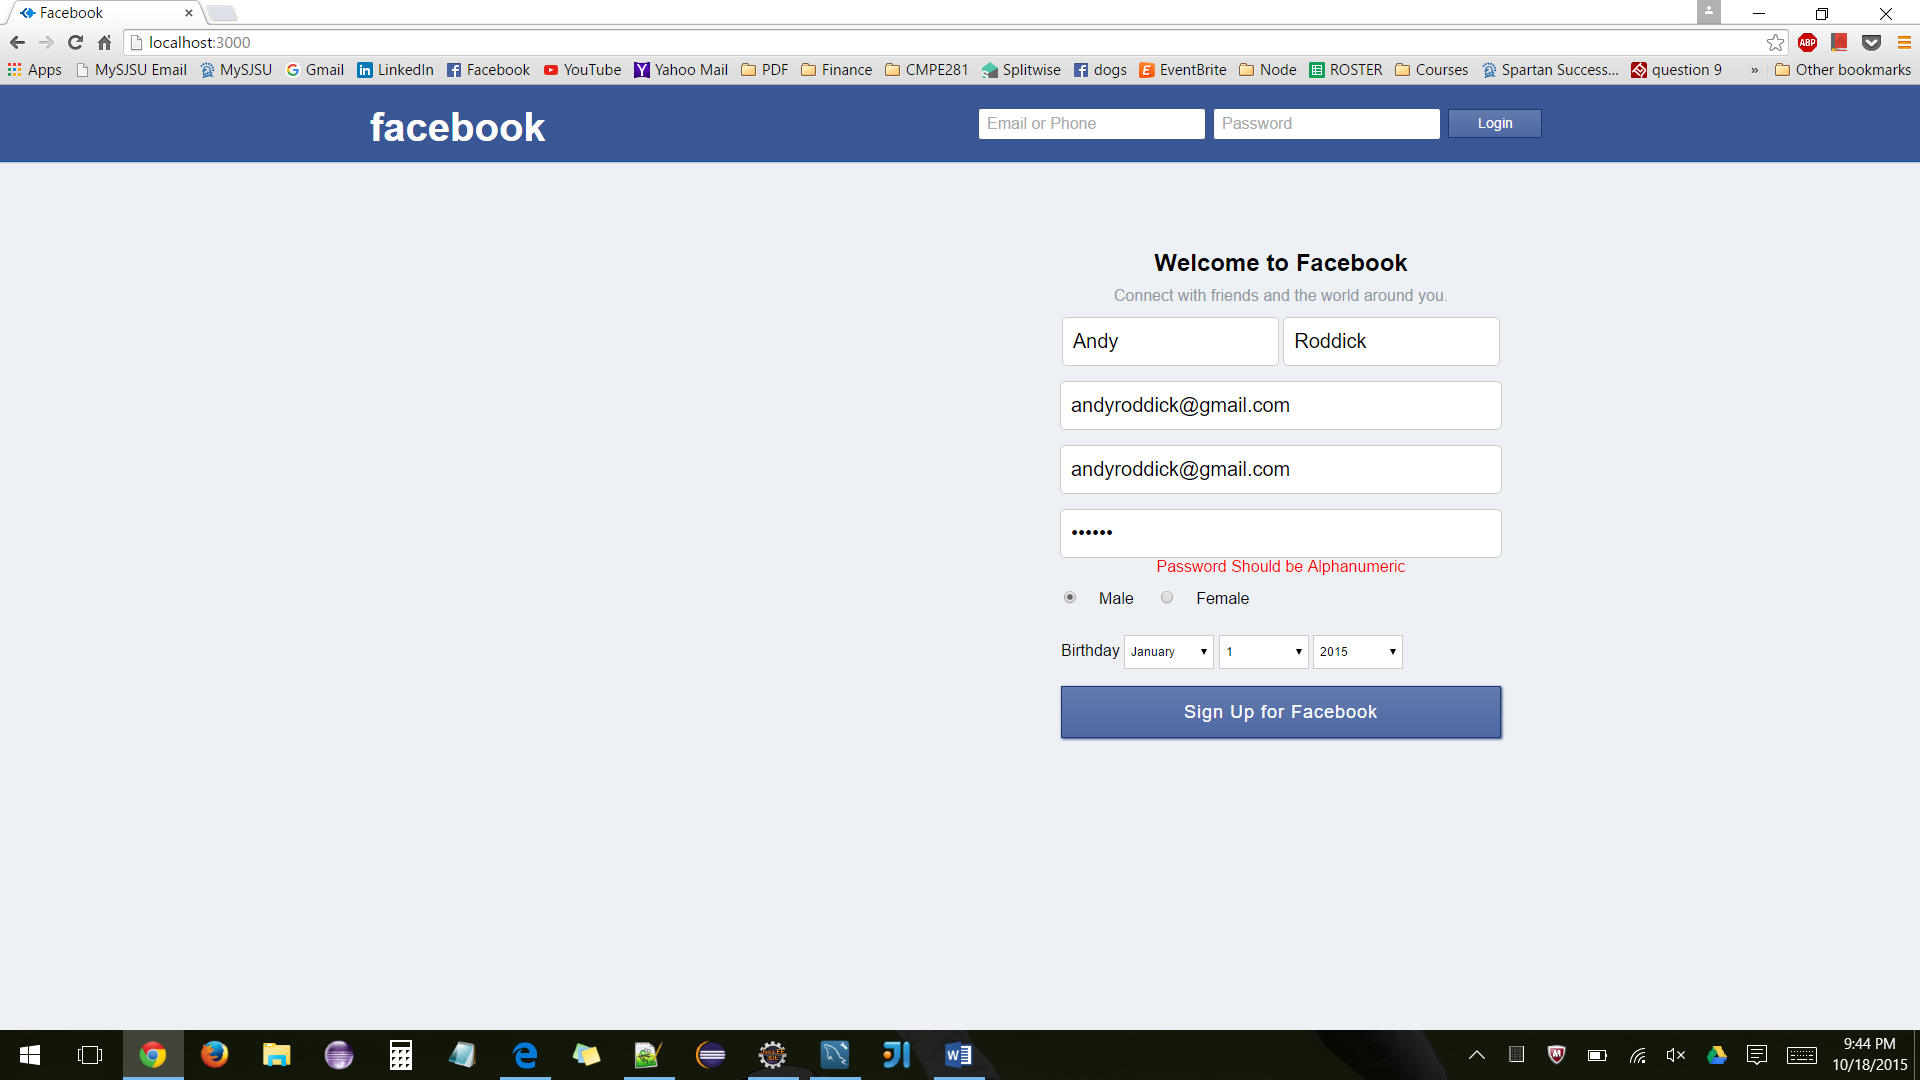 Facebook
localhost:3000
ABP
Apps MySJSU Email MySJSU Gmail LinkedIn Facebook YouTube Yahoo Mail PDF Finance CMPE281 Splitwise dogs EventBrite Node ROSTER Courses Spartan Success... question 9 » Other bookmarks
facebook
Email or Phone Password Login
Welcome to Facebook
Connect with friends and the world around you.
Andy Roddick
andyroddick@gmail.com
andyroddick@gmail.com
••••••
Password Should be Alphanumeric
Male Female
Birthday January 1 2015
Sign Up for Facebook
9:44 PM
10/18/2015